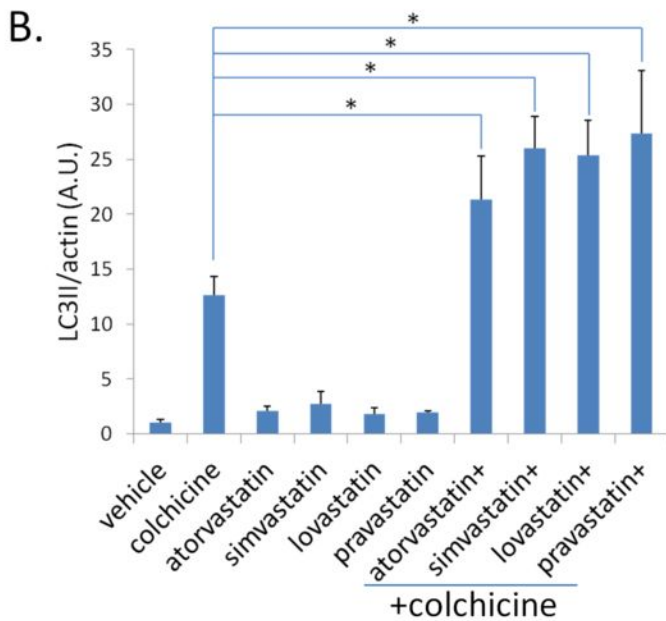 B.
35
30
25
20
15
10
5
0
LC3II/actin (A.U.)
*
*
*
*
vehicle
colchicine
atorvastatin
simvastatin
lovastatin
pravastatin
atorvastatin+
simvastatin+
lovastatin+
pravastatin+
+colchicine